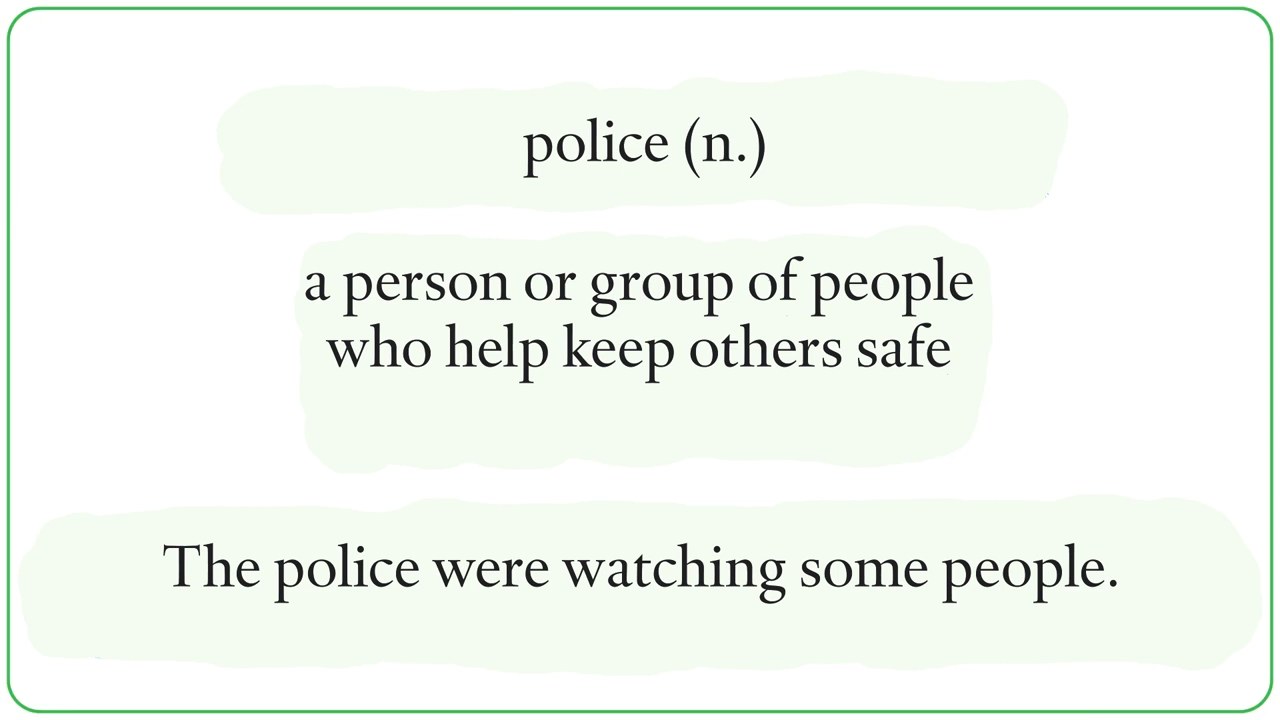 police (n.)
a person or group of people
who help keep others safe
The police were watching some people.